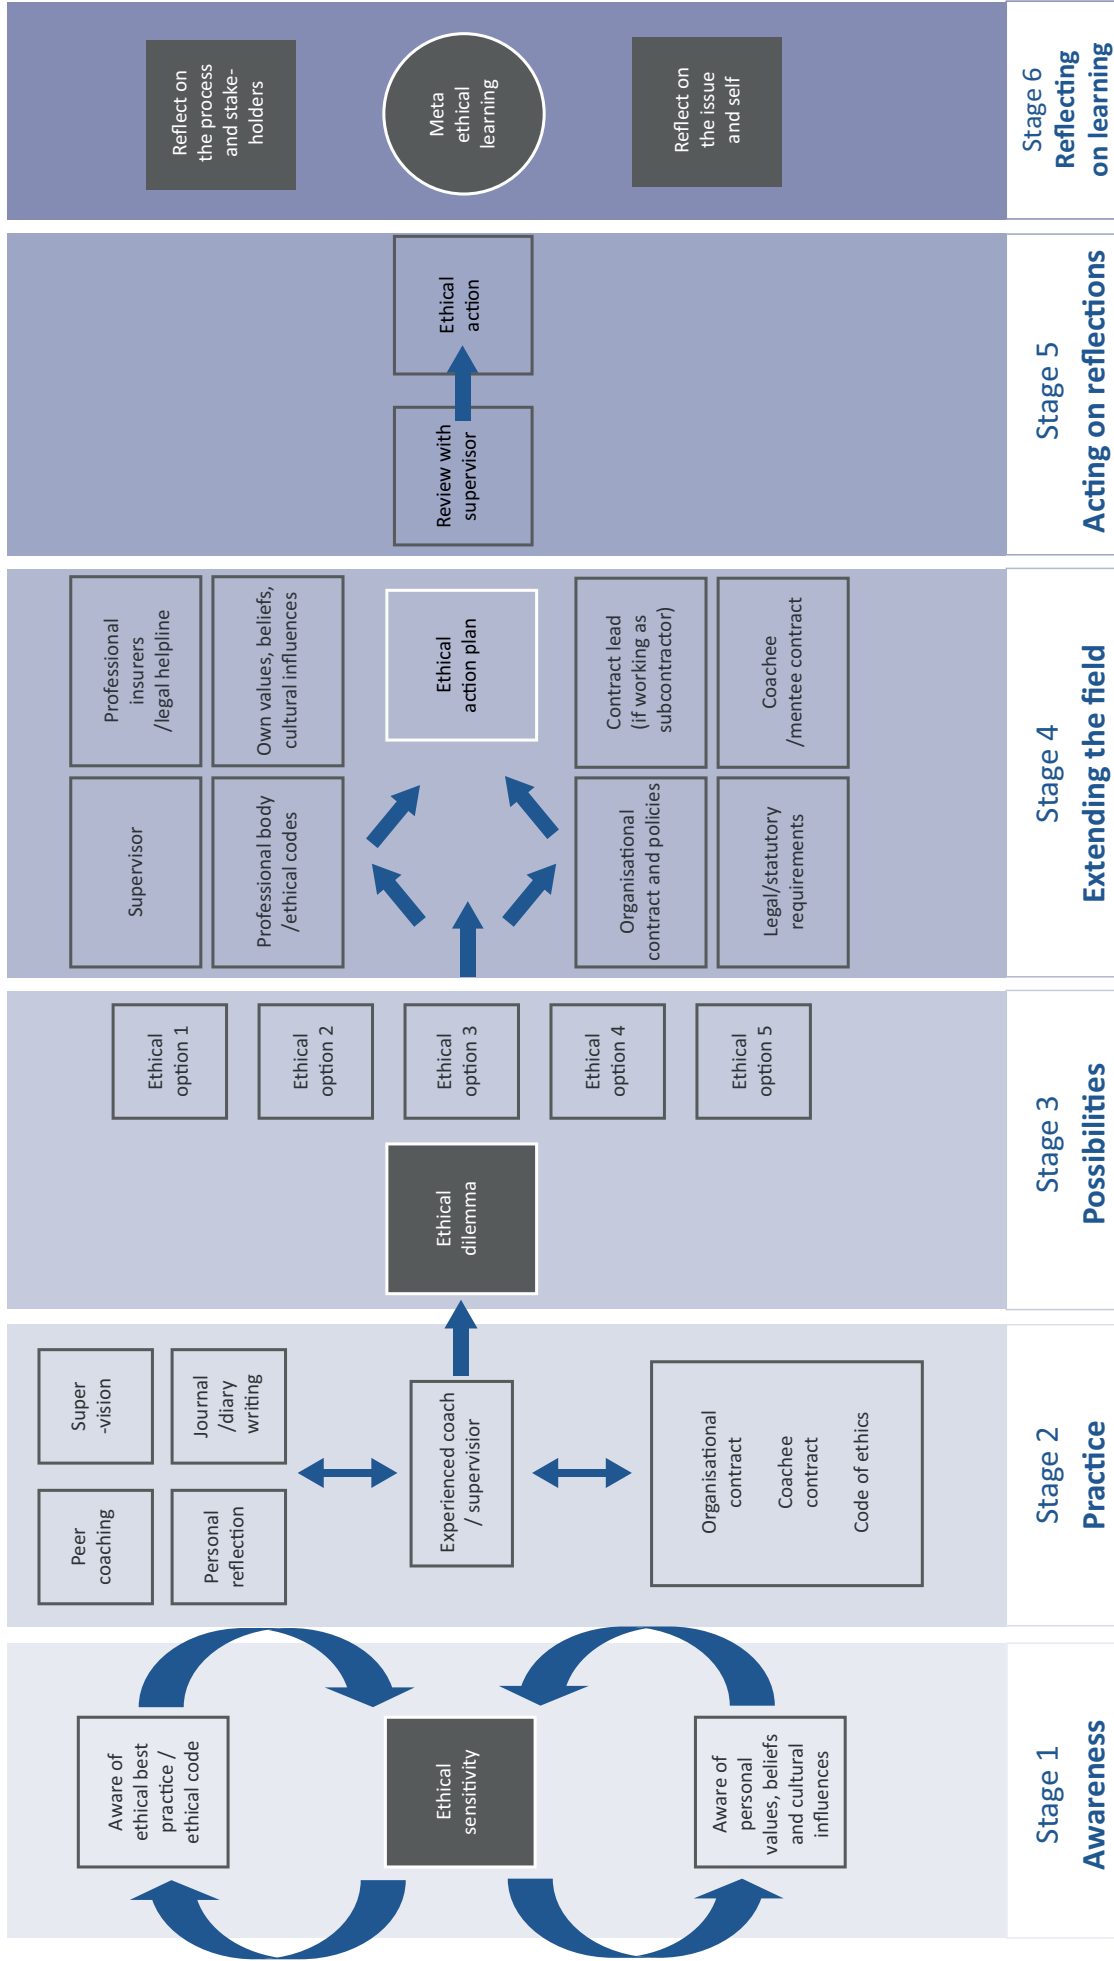 Aware of
ethical best
practice /
ethical code
Ethical
sensitivity
Aware of
personal
values, beliefs
and cultural
influences
Stage 1
Awareness
Peer
coaching
Super
-vision
Personal
reflection
Journal
/diary
writing
Experienced coach
/ supervisior
Organisational
contract
Coachee
contract
Code of ethics
Stage 2
Practice
Ethical
dilemma
Ethical
option 1
Ethical
option 2
Ethical
option 3
Ethical
option 4
Ethical
option 5
Stage 3
Possibilities
Supervisor
Professional
insurers
/legal helpline
Professional body
/ethical codes
Own values, beliefs,
cultural influences
Ethical
action plan
Organisational
contract and policies
Contract lead
(if working as
subcontractor)
Legal/statutory
requirements
Coachee
/mentee contract
Stage 4
Extending the field
Review with
supervisor
Ethical
action
Stage 5
Acting on reflections
Reflect on
the process
and stake-
holders
Meta
ethical
learning
Reflect on
the issue
and self
Stage 6
Reflecting
on learning